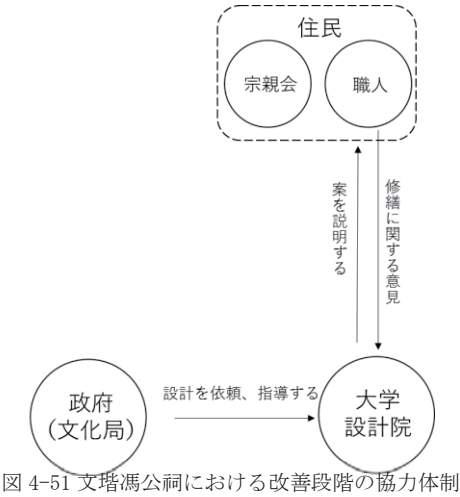 住民
宗親会
職人
案を説明する
修繕に関する意見
政府
（文化局）
設計を依頼、指導する
大学
設計院
図 4-51 文瑎馮公祠における改善段階の協力体制